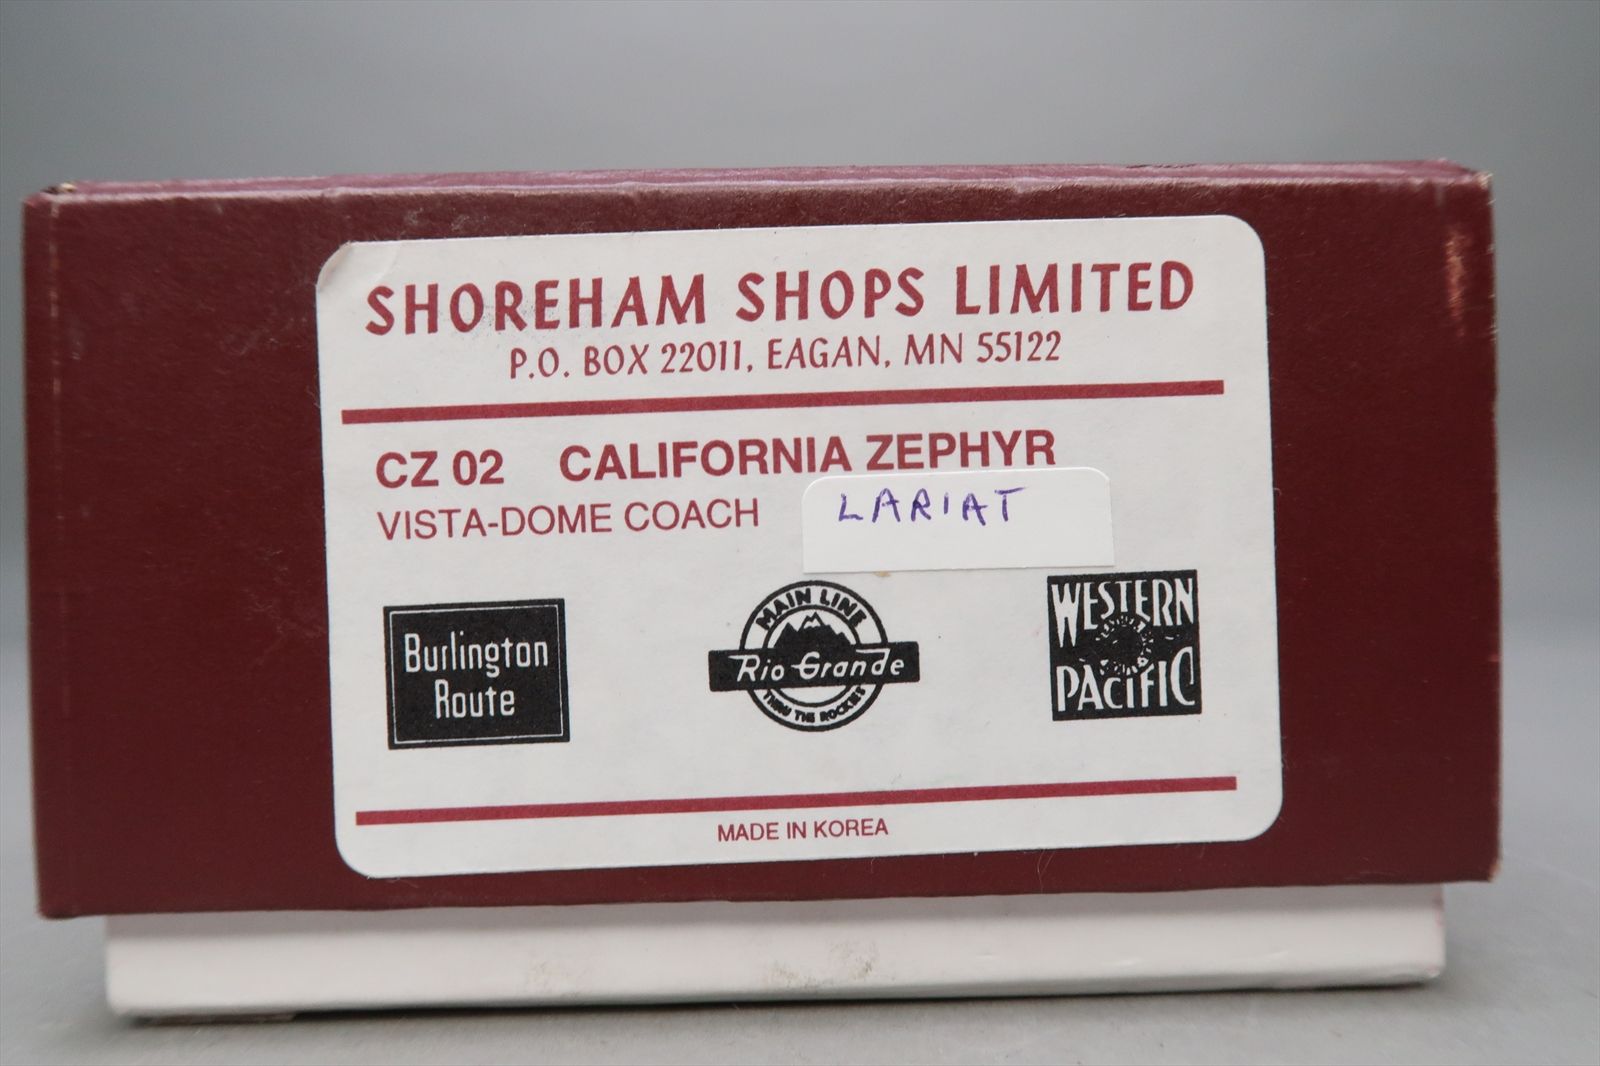 SHOREHAM SHOPS LIMITED
P.O. BOX 22011, EAGAN, MN 55122
CZ 02 CALIFORNIA ZEPHYR
VISTA-DOME COACH LARIAT
Burlington
Route
MAIN LINE
Rio Grande
THRU THE ROCKIES
WESTERN
PACIFIC
MADE IN KOREA